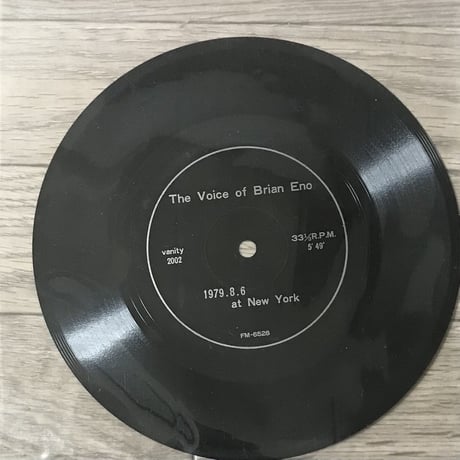 The Voice of Brian Eno
vanity
2002
33⅓R.P.M.
5'49"
1979.8.6
at New York
FM-6528